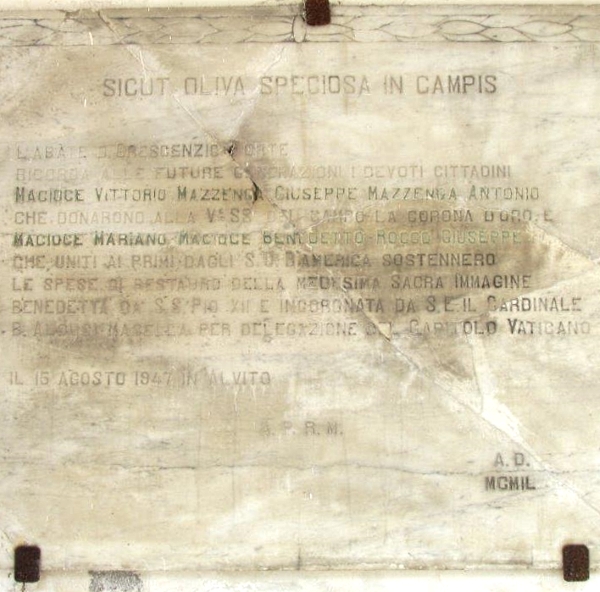 SICUT OLIVA SPECIOSA IN CAMPIS
L'ABATE D. CRESCENZIO FORTE
RICORDA ALLE FUTURE GENERAZIONI I DEVOTI CITTADINI
MACIOCE VITTORIO MAZZENGA GIUSEPPE MAZZENGA ANTONIO
CHE DONARONO ALLA V. SS. DEL CAMPO LA CORONA D'ORO E
MACIOCE MARIANO MACIOCE BENEDETTO ROCCO GIUSEPPE
CHE UNITI AI PRIMI DAGLI S.U. D'AMERICA SOSTENNERO
LE SPESE DI RESTAURO DELLA MEDESIMA SACRA IMMAGINE
BENEDETTA DA S.S. PIO XII E INCORONATA DA S.E. IL CARDINALE
B. ALOISI MASELLA PER DELEGAZIONE DEL CAPITOLO VATICANO
IL 15 AGOSTO 1947 IN ALVITO
P. R. M.
A. D.
MCMIL